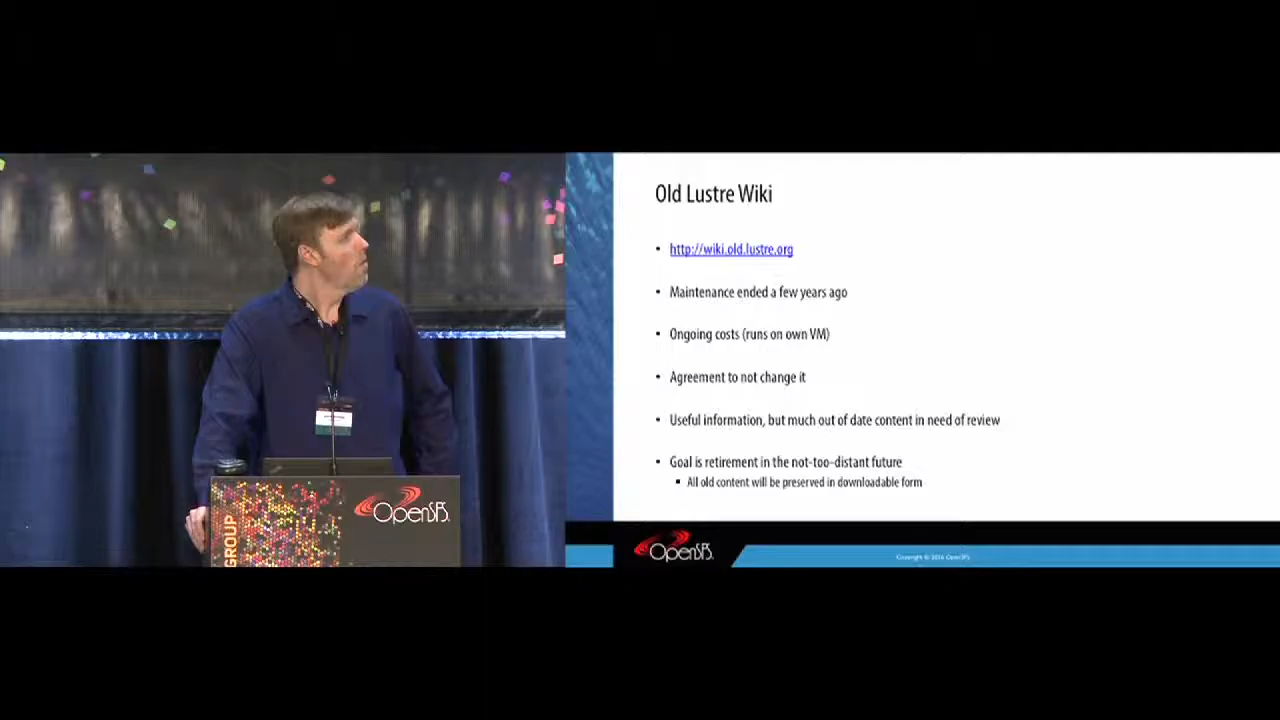 Old Lustre Wiki
• http://wiki.old.lustre.org
• Maintenance ended a few years ago
• Ongoing costs (runs on own VM)
• Agreement to not change it
• Useful information, but much out of date content in need of review
• Goal is retirement in the not-too-distant future
▪ All old content will be preserved in downloadable form
OpenSFS.
Copyright © 2016 OpenSFS
GROUP
OpenSFS.